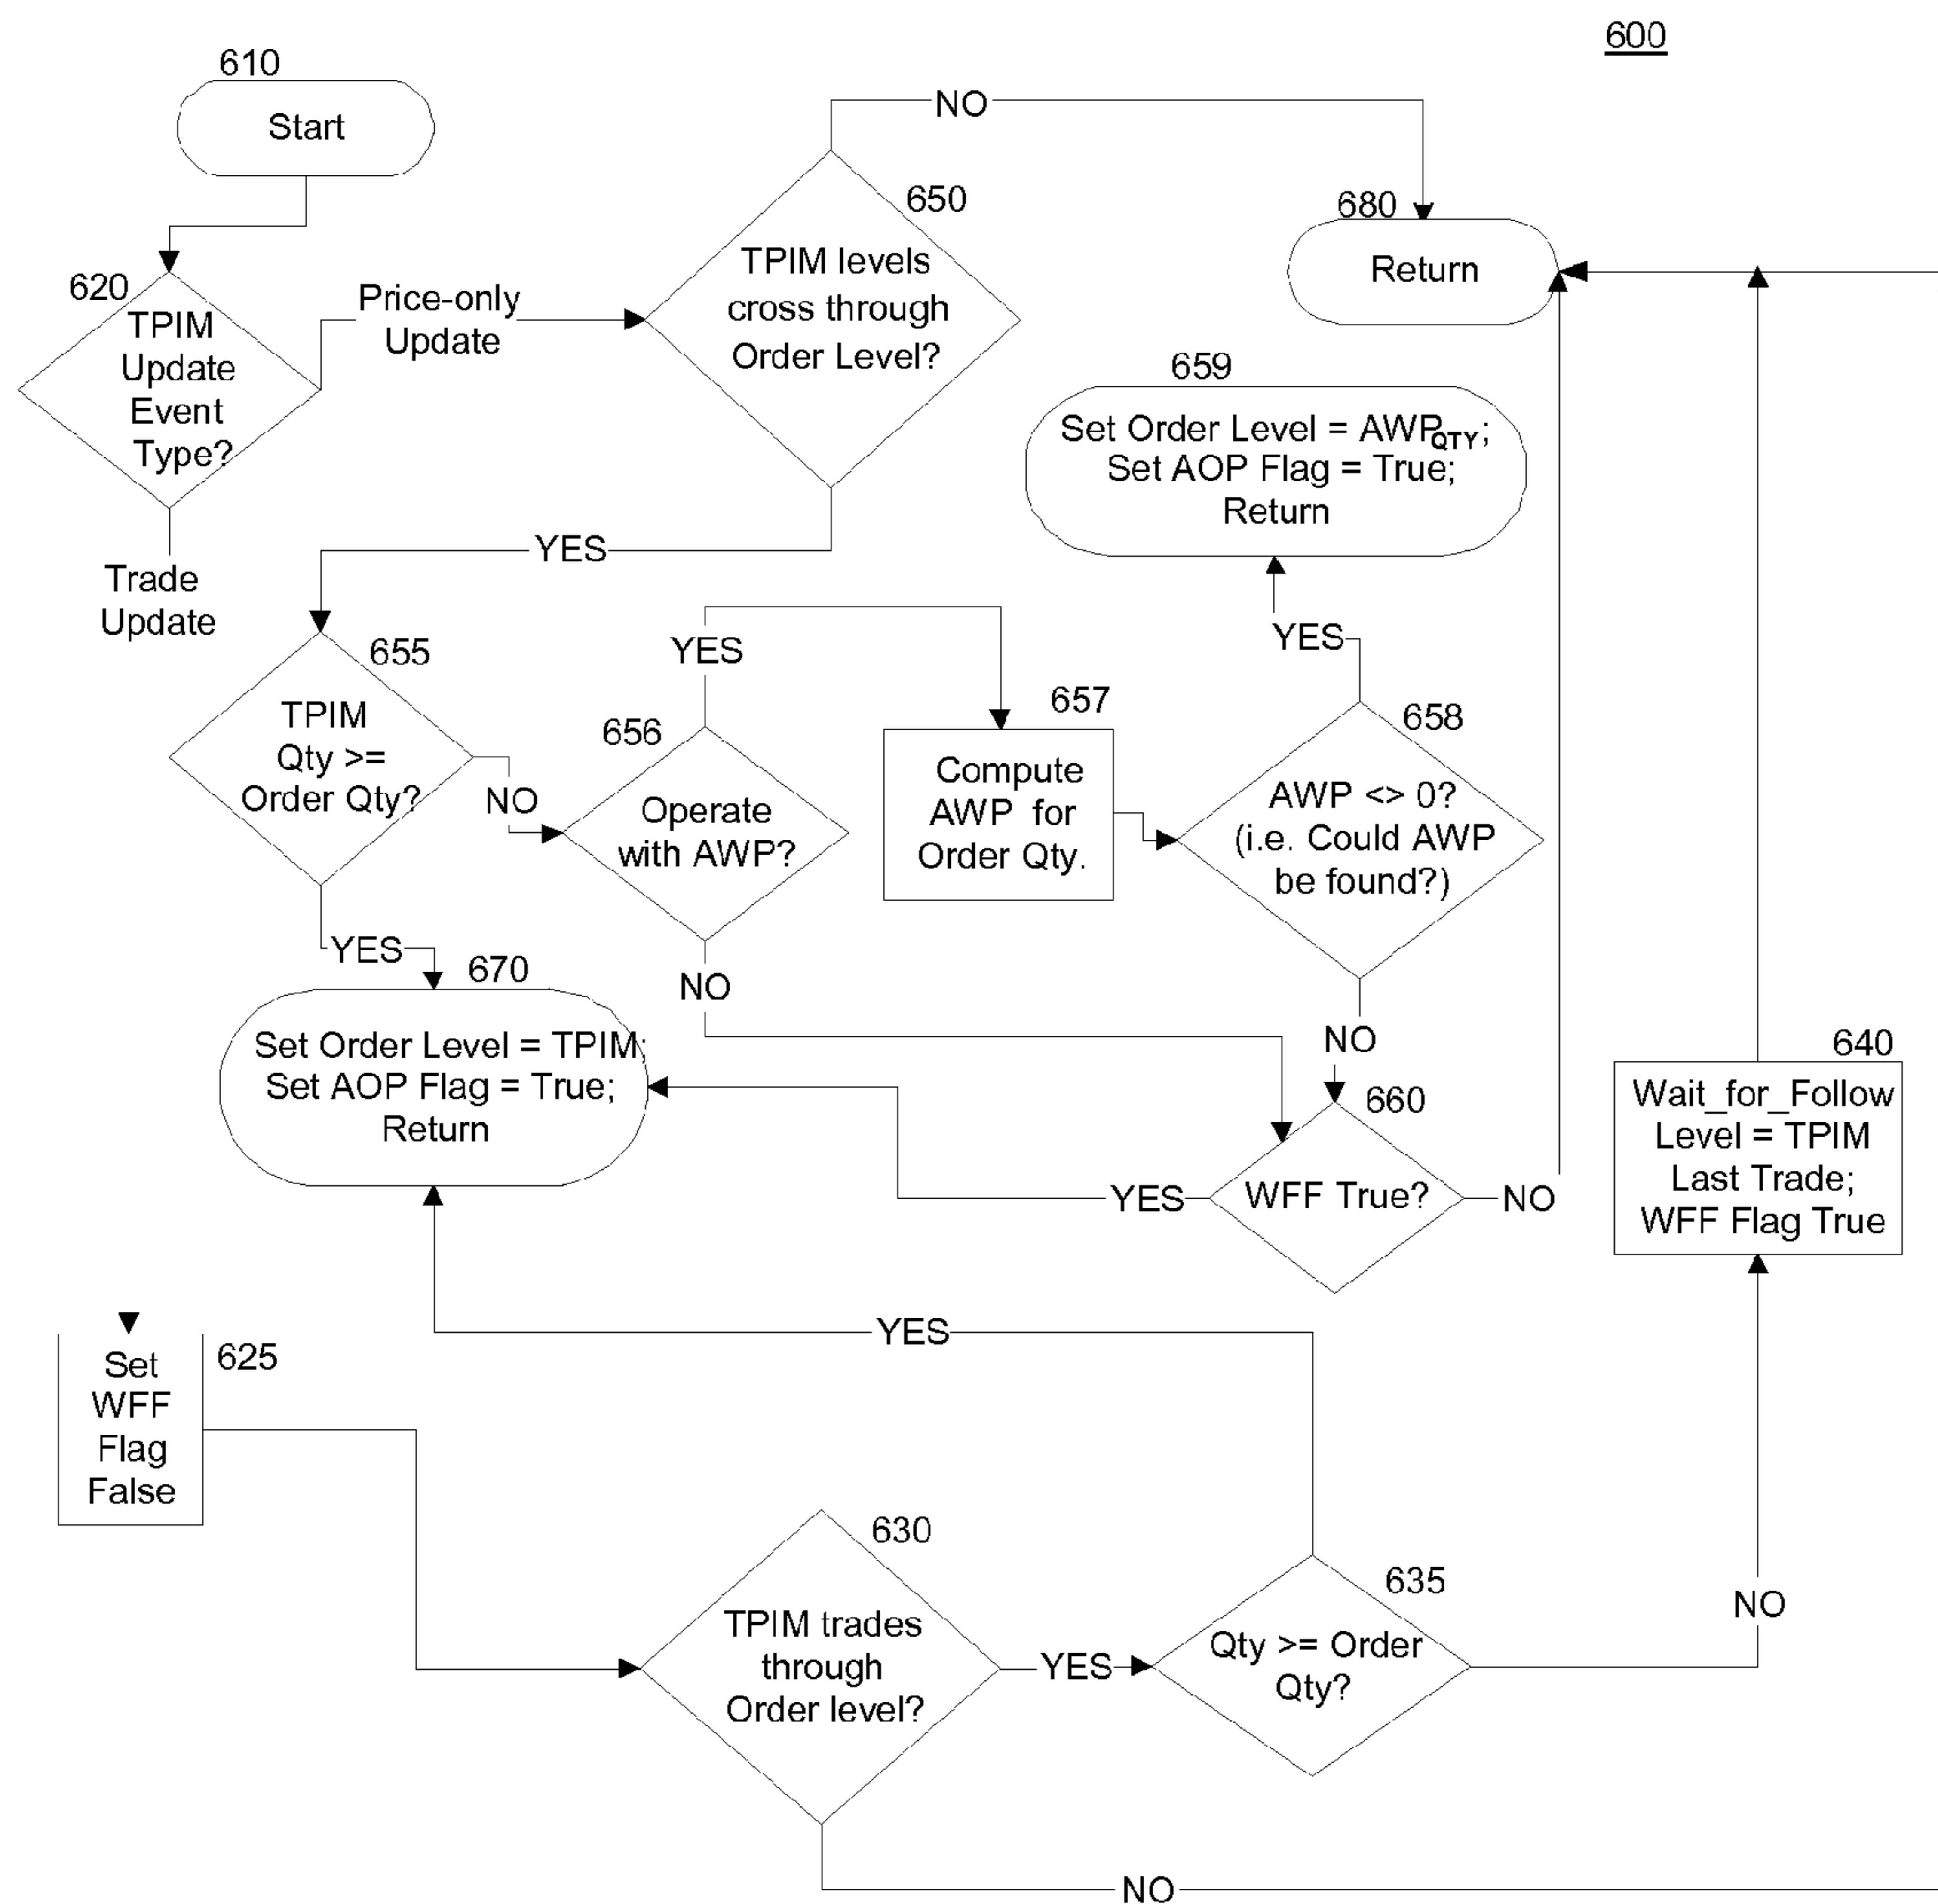 600
610
Start
NO
650
TPIM levels
cross through
Order Level?
680
Return
620
TPIM
Update
Event
Type?
Price-only
Update
Trade
Update
659
Set Order Level = AWPQTY;
Set AOP Flag = True;
Return
YES
655
TPIM
Qty >=
Order Qty?
NO
YES
656
Operate
with AWP?
YES
NO
657
Compute
AWP for
Order Qty.
658
AWP <> 0?
(i.e. Could AWP
be found?)
YES
NO
670
Set Order Level = TPIM;
Set AOP Flag = True;
Return
660
WFF True?
YES
NO
640
Wait_for_Follow
Level = TPIM
Last Trade;
WFF Flag True
625
Set
WFF
Flag
False
YES
630
TPIM trades
through
Order level?
YES
635
Qty >= Order
Qty?
NO
NO